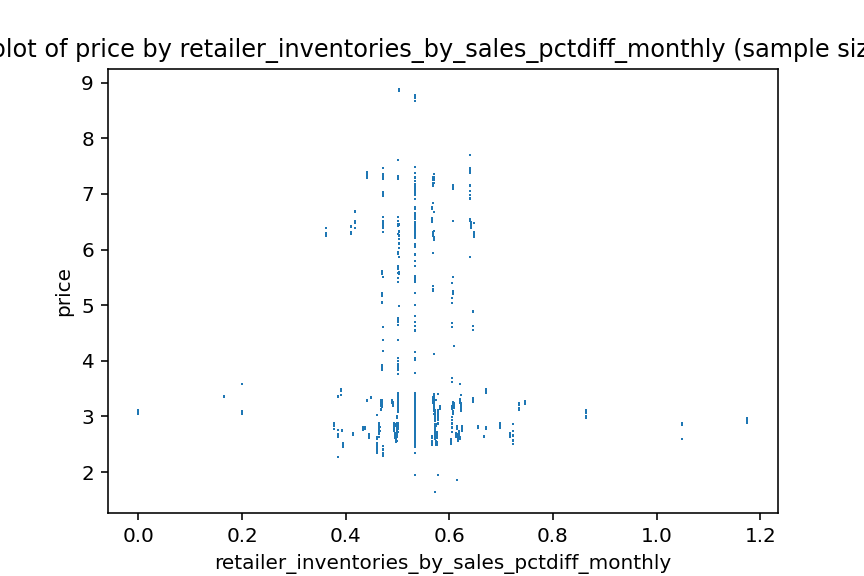 plot of price by retailer_inventories_by_sales_pctdiff_monthly (sample
9
8
7
6
5
4
3
2
price
0.0 0.2 0.4 0.6 0.8 1.0 1.2
retailer_inventories_by_sales_pctdiff_monthly